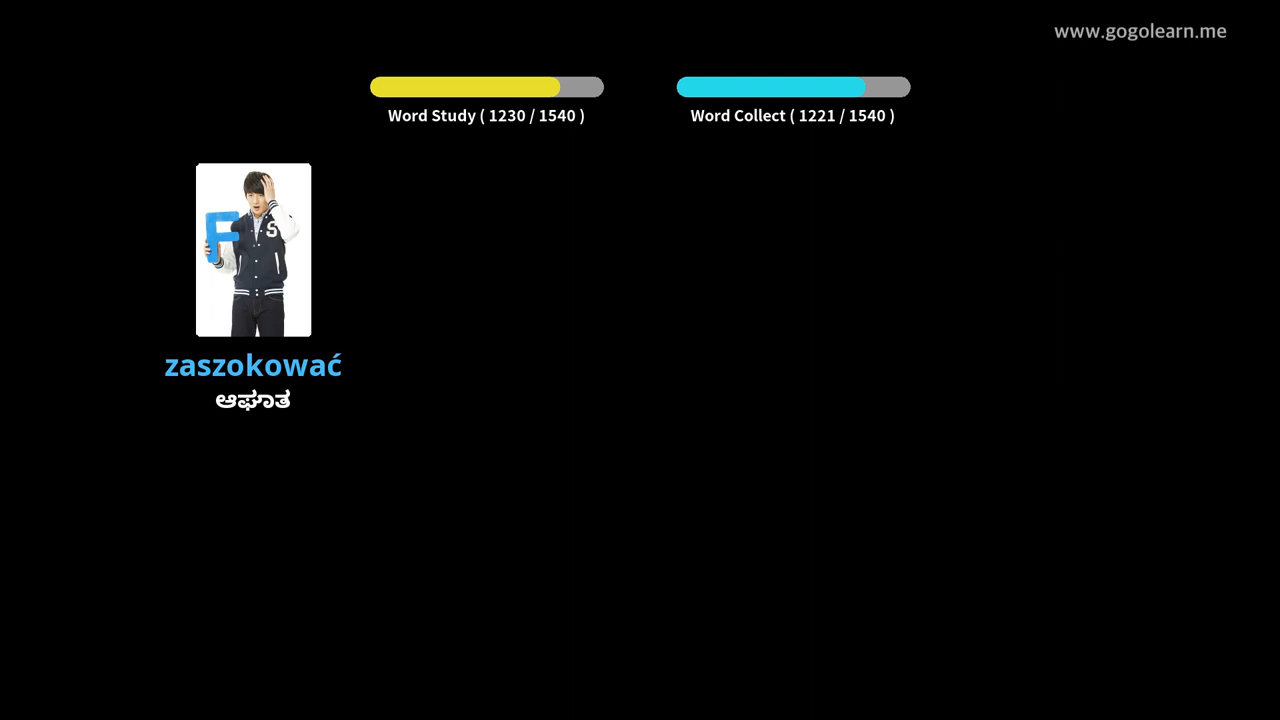 www.gogolearn.me
Word Study ( 1230 / 1540 )
Word Collect ( 1221 / 1540 )
F
S
zaszokować
ಆಘಾತ